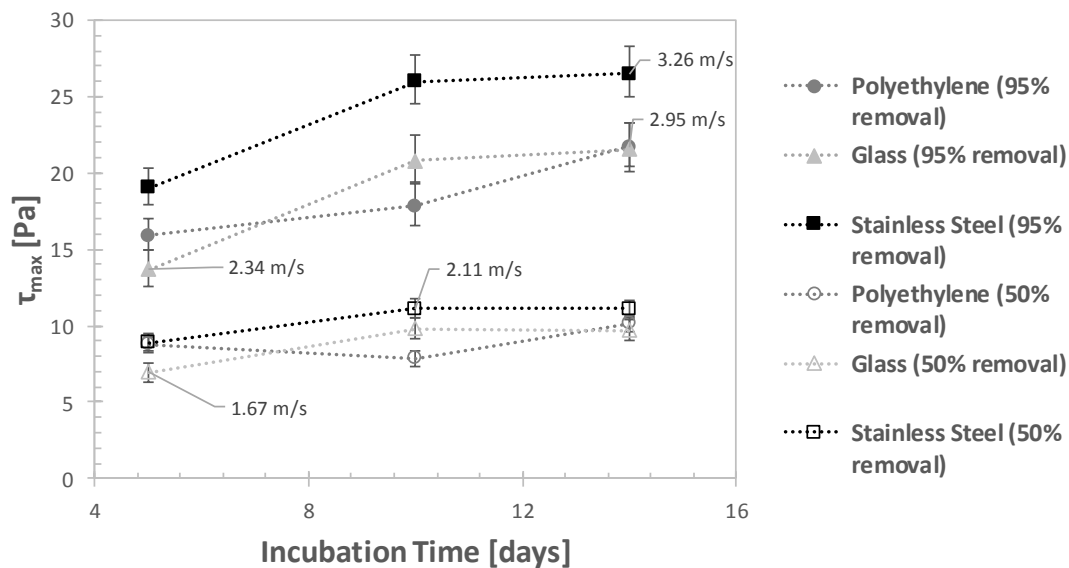 30
25
20
15
10
5
0
τmax [Pa]
4
8
12
16
Incubation Time [days]
3.26 m/s
2.95 m/s
2.34 m/s
2.11 m/s
1.67 m/s
Polyethylene (95%
removal)
Glass (95% removal)
Stainless Steel (95%
removal)
Polyethylene (50%
removal)
Glass (50% removal)
Stainless Steel (50%
removal)